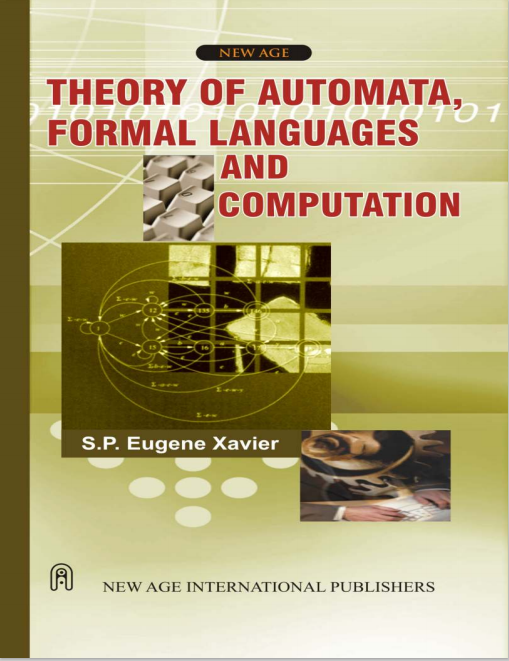 NEW AGE
THEORY OF AUTOMATA,
FORMAL LANGUAGES
AND
COMPUTATION
S.P. Eugene Xavier
NEW AGE INTERNATIONAL PUBLISHERS